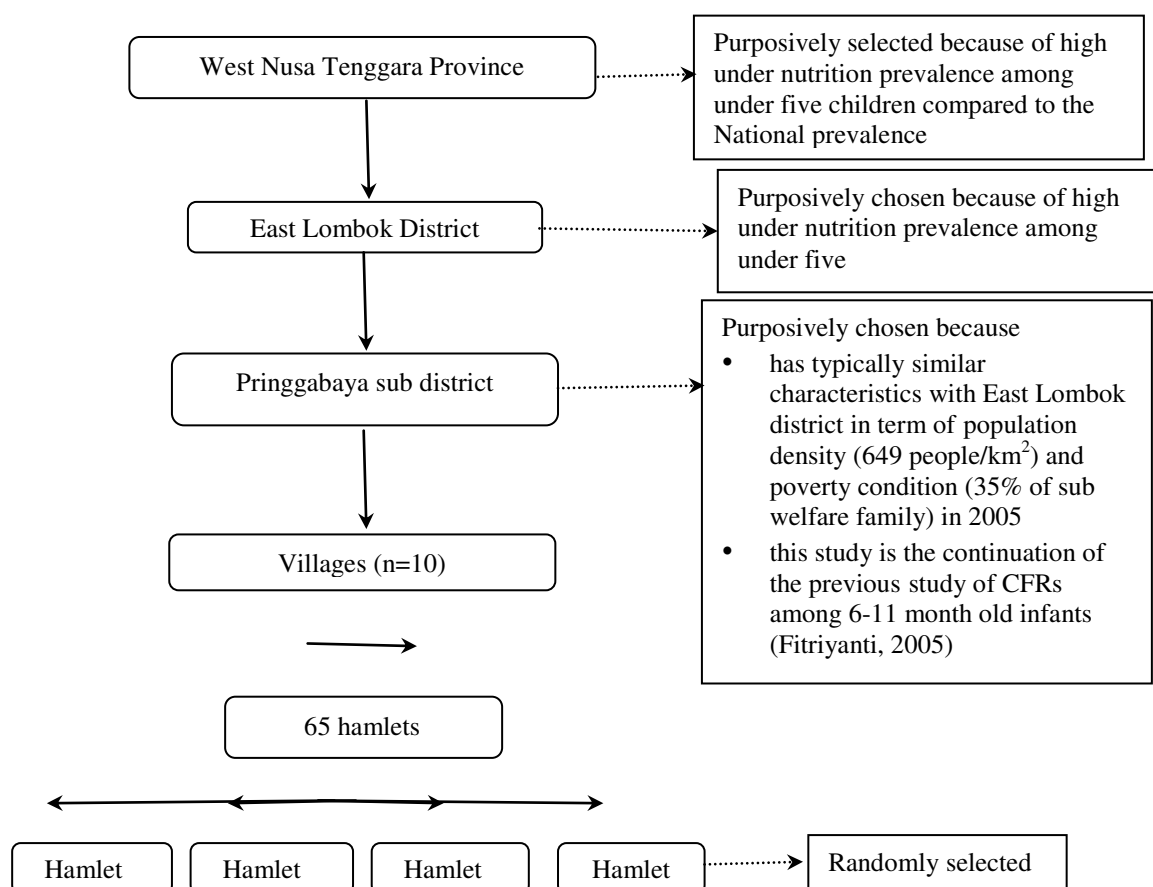 West Nusa Tenggara Province
Purposively selected because of high
under nutrition prevalence among
under five children compared to the
National prevalence
East Lombok District
Purposively chosen because of high
under nutrition prevalence among
under five
Pringgabaya sub district
Purposively chosen because
• has typically similar
characteristics with East Lombok
district in term of population
density (649 people/km²) and
poverty condition (35% of sub
welfare family) in 2005
• this study is the continuation of
the previous study of CFRs
among 6-11 month old infants
(Fitriyanti, 2005)
Villages (n=10)
65 hamlets
Hamlet
Hamlet
Hamlet
Hamlet
Randomly selected